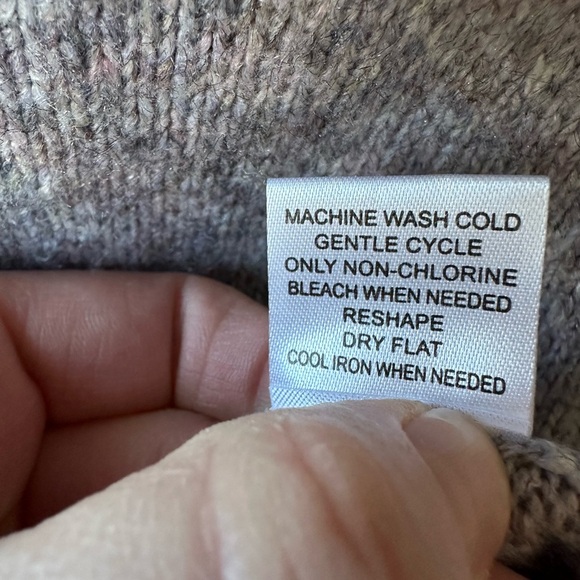 MACHINE WASH COLD
GENTLE CYCLE
ONLY NON-CHLORINE
BLEACH WHEN NEEDED
RESHAPE
DRY FLAT
COOL IRON WHEN NEEDED